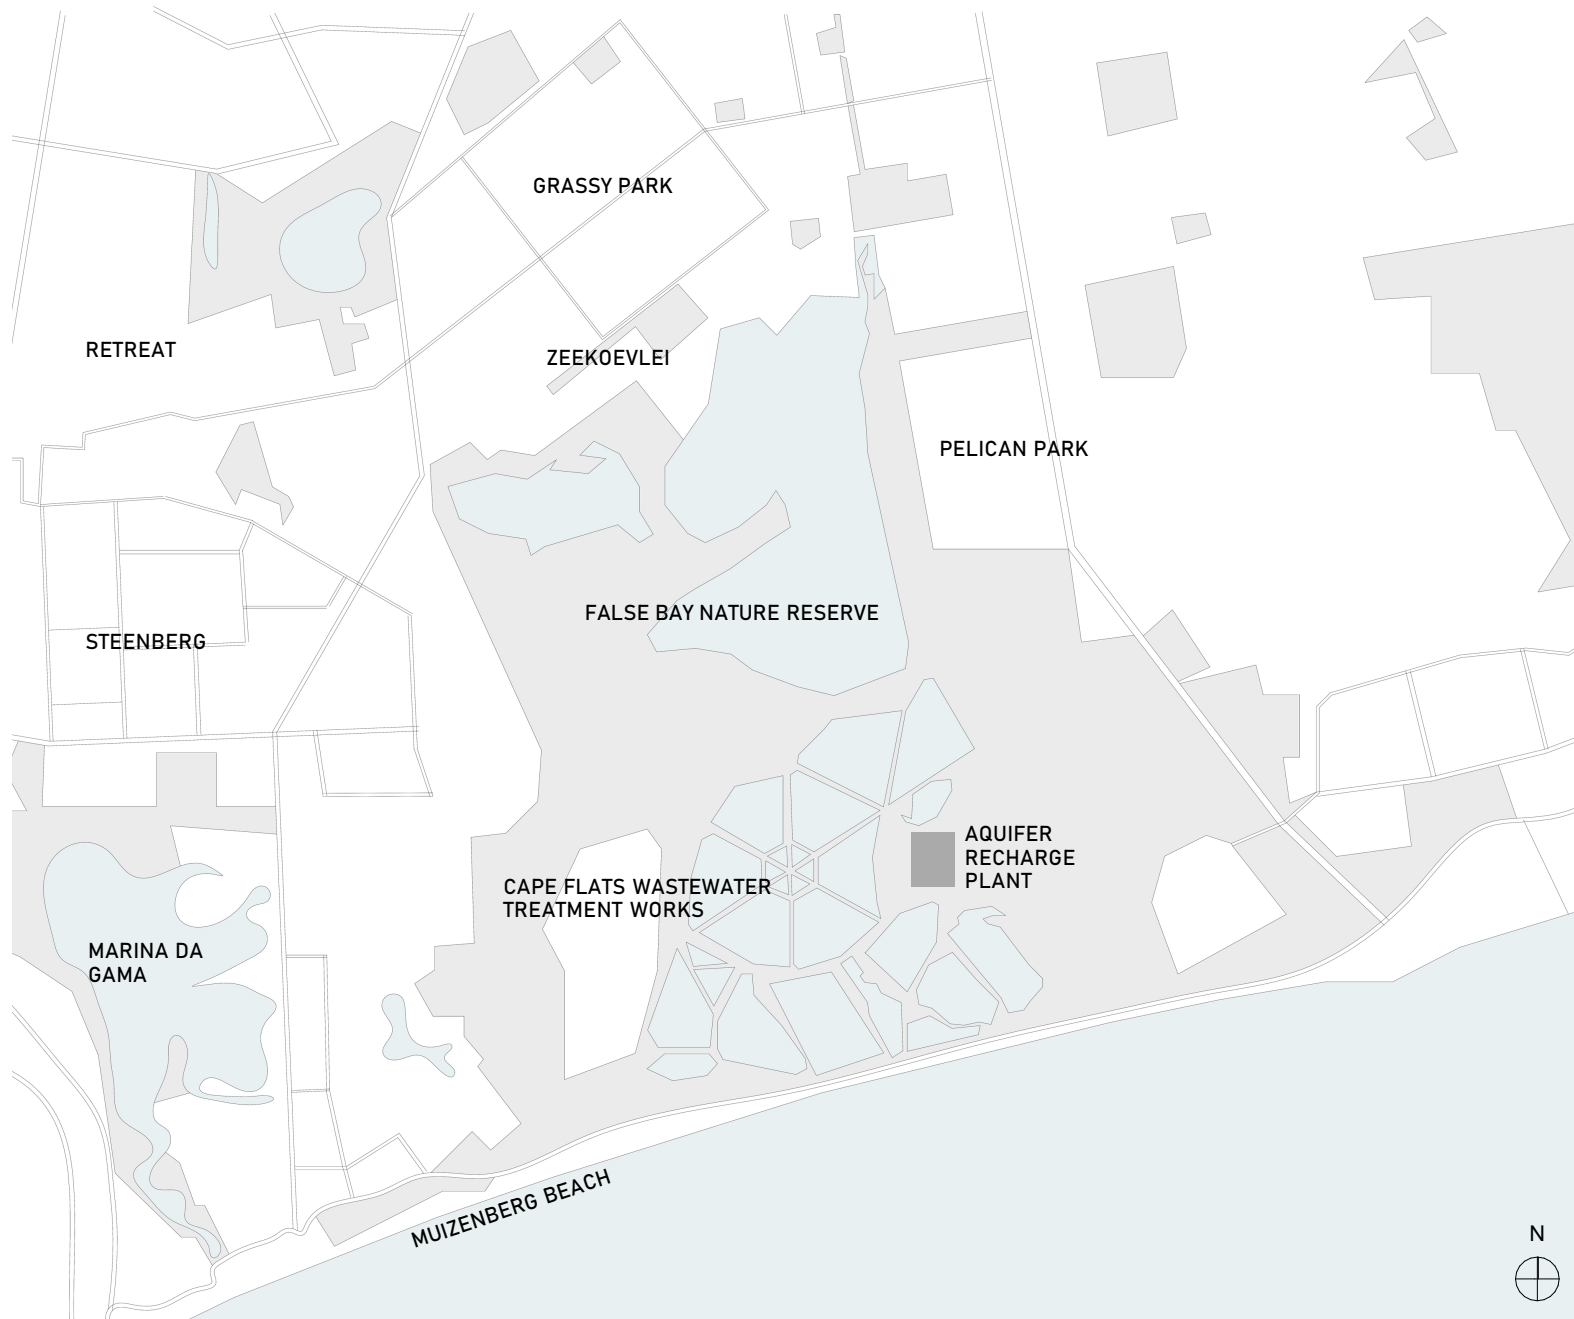 GRASSY PARK
RETREAT
ZEEKOEVLEI
PELICAN PARK
FALSE BAY NATURE RESERVE
STEENBERG
AQUIFER
RECHARGE
PLANT
CAPE FLATS WASTEWATER
TREATMENT WORKS
MARINA DA
GAMA
MUIZENBERG BEACH
N